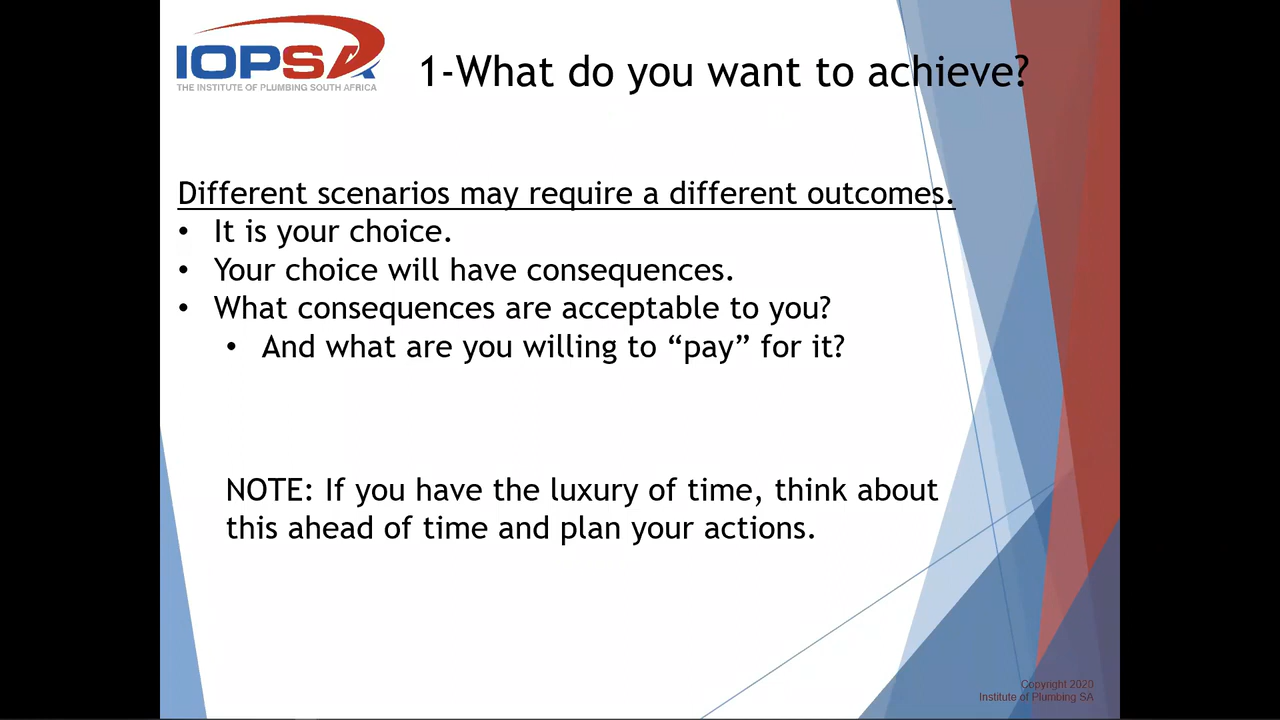 IOPSA
THE INSTITUTE OF PLUMBING SOUTH AFRICA
1-What do you want to achieve?
Different scenarios may require a different outcomes.
• It is your choice.
• Your choice will have consequences.
• What consequences are acceptable to you?
• And what are you willing to “pay” for it?
NOTE: If you have the luxury of time, think about
this ahead of time and plan your actions.
Copyright 2020
Institute of Plumbing SA